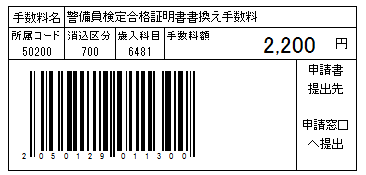 手数料名 警備員検定合格証明書書換え手数料
所属コード 消込区分 歳入科目 手数料額 2,200 円
50200 700 6481
申請書
提出先
申請窓口
へ提出
205012901130 0